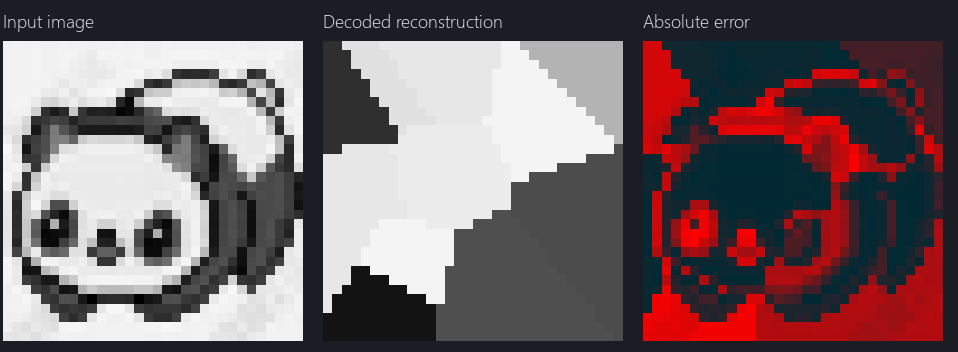 Input image
Decoded reconstruction
Absolute error